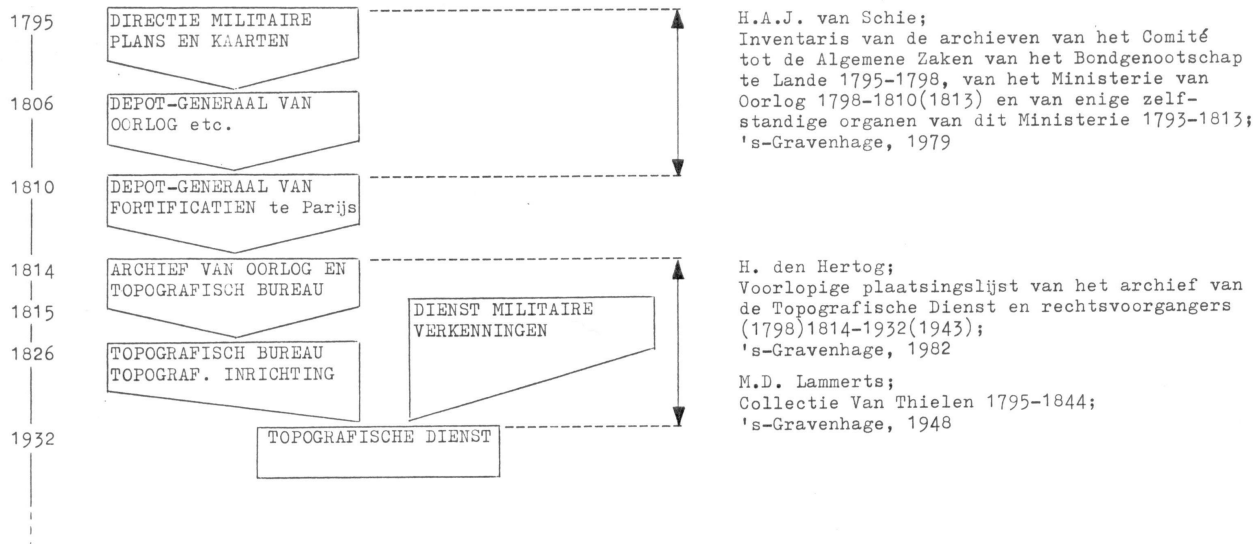 1795
DIRECTIE MILITAIRE
PLANS EN KAARTEN
1806
DEPOT-GENERAAL VAN
OORLOG etc.
1810
DEPOT-GENERAAL VAN
FORTIFICATIEN te Parijs
1814
ARCHIEF VAN OORLOG EN
TOPOGRAFISCH BUREAU
1815
DIENST MILITAIRE
VERKENNINGEN
1826
TOPOGRAFISCH BUREAU
TOPOGRAF. INRICHTING
1932
TOPOGRAFISCHE DIENST
H.A.J. van Schie;
Inventaris van de archieven van het Comité
tot de Algemene Zaken van het Bondgenootschap
te Lande 1795-1798, van het Ministerie van
Oorlog 1798-1810(1813) en van enige zelf-
standige organen van dit Ministerie 1793-1813;
's-Gravenhage, 1979
H. den Hertog;
Voorlopige plaatsingslijst van het archief van
de Topografische Dienst en rechtsvoorgangers
(1798)1814-1932(1943);
's-Gravenhage, 1982
M.D. Lammerts;
Collectie Van Thielen 1795-1844;
's-Gravenhage, 1948